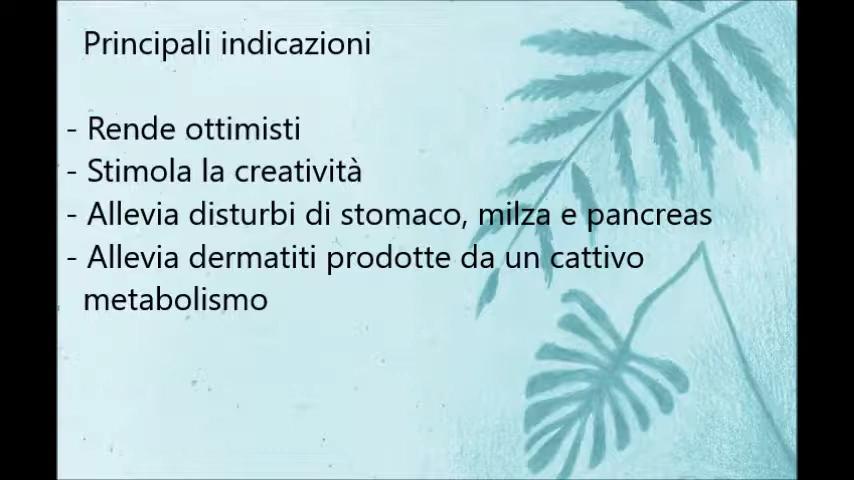 Principali indicazioni
- Rende ottimisti
- Stimola la creatività
- Allevia disturbi di stomaco, milza e pancreas
- Allevia dermatiti prodotte da un cattivo
metabolismo